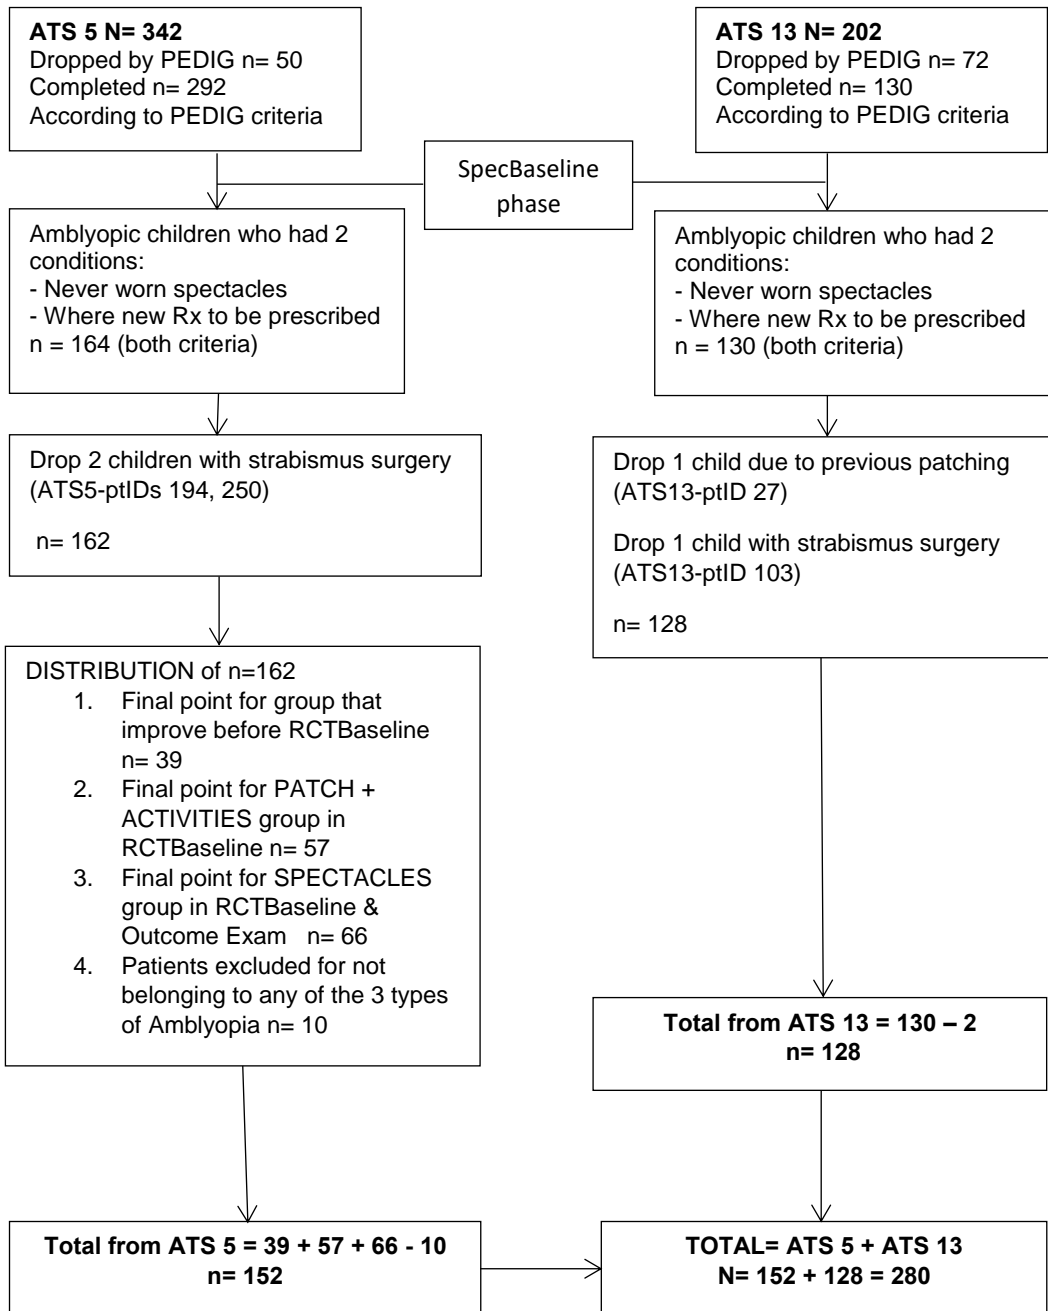 ATS 5 N= 342
Dropped by PEDIG n= 50
Completed n= 292
According to PEDIG criteria
ATS 13 N= 202
Dropped by PEDIG n= 72
Completed n= 130
According to PEDIG criteria
SpecBaseline
phase
Amblyopic children who had 2
conditions:
- Never worn spectacles
- Where new Rx to be prescribed
n = 164 (both criteria)
Amblyopic children who had 2
conditions:
- Never worn spectacles
- Where new Rx to be prescribed
n = 130 (both criteria)
Drop 2 children with strabismus surgery
(ATS5-ptIDs 194, 250)
n= 162
Drop 1 child due to previous patching
(ATS13-ptID 27)
Drop 1 child with strabismus surgery
(ATS13-ptID 103)
n= 128
DISTRIBUTION of n=162
1. Final point for group that
improve before RCTBaseline
n= 39
2. Final point for PATCH +
ACTIVITIES group in
RCTBaseline n= 57
3. Final point for SPECTACLES
group in RCTBaseline &
Outcome Exam n= 66
4. Patients excluded for not
belonging to any of the 3 types
of Amblyopia n= 10
Total from ATS 13 = 130 – 2
n= 128
Total from ATS 5 = 39 + 57 + 66 - 10
n= 152
TOTAL= ATS 5 + ATS 13
N= 152 + 128 = 280